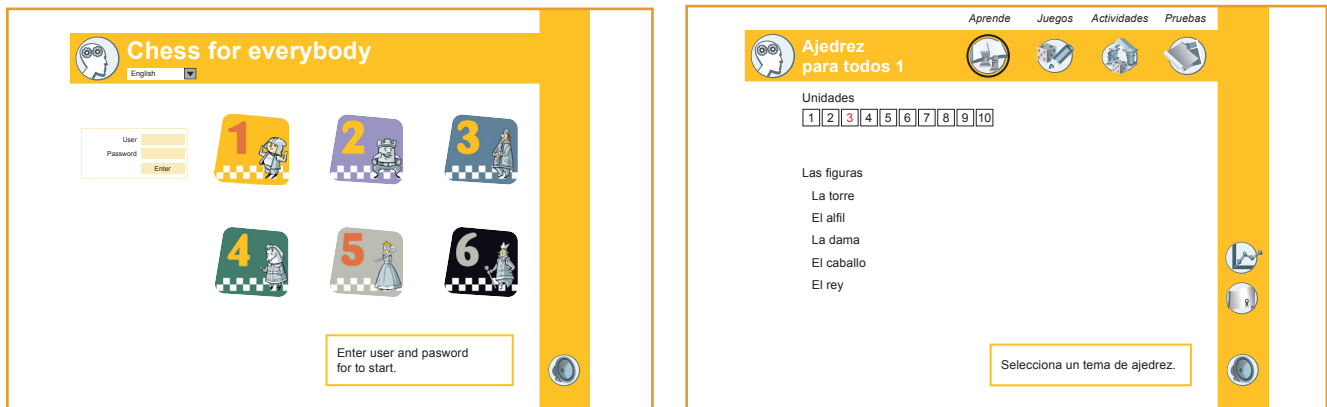 Chess for everybody
English
User
Password
Enter
1
2
3
4
5
6
Enter user and pasword
for to start.
Aprende Juegos Actividades Pruebas
Ajedrez
para todos 1
Unidades
1 2 3 4 5 6 7 8 9 10
Las figuras
La torre
El alfil
La dama
El caballo
El rey
Selecciona un tema de ajedrez.